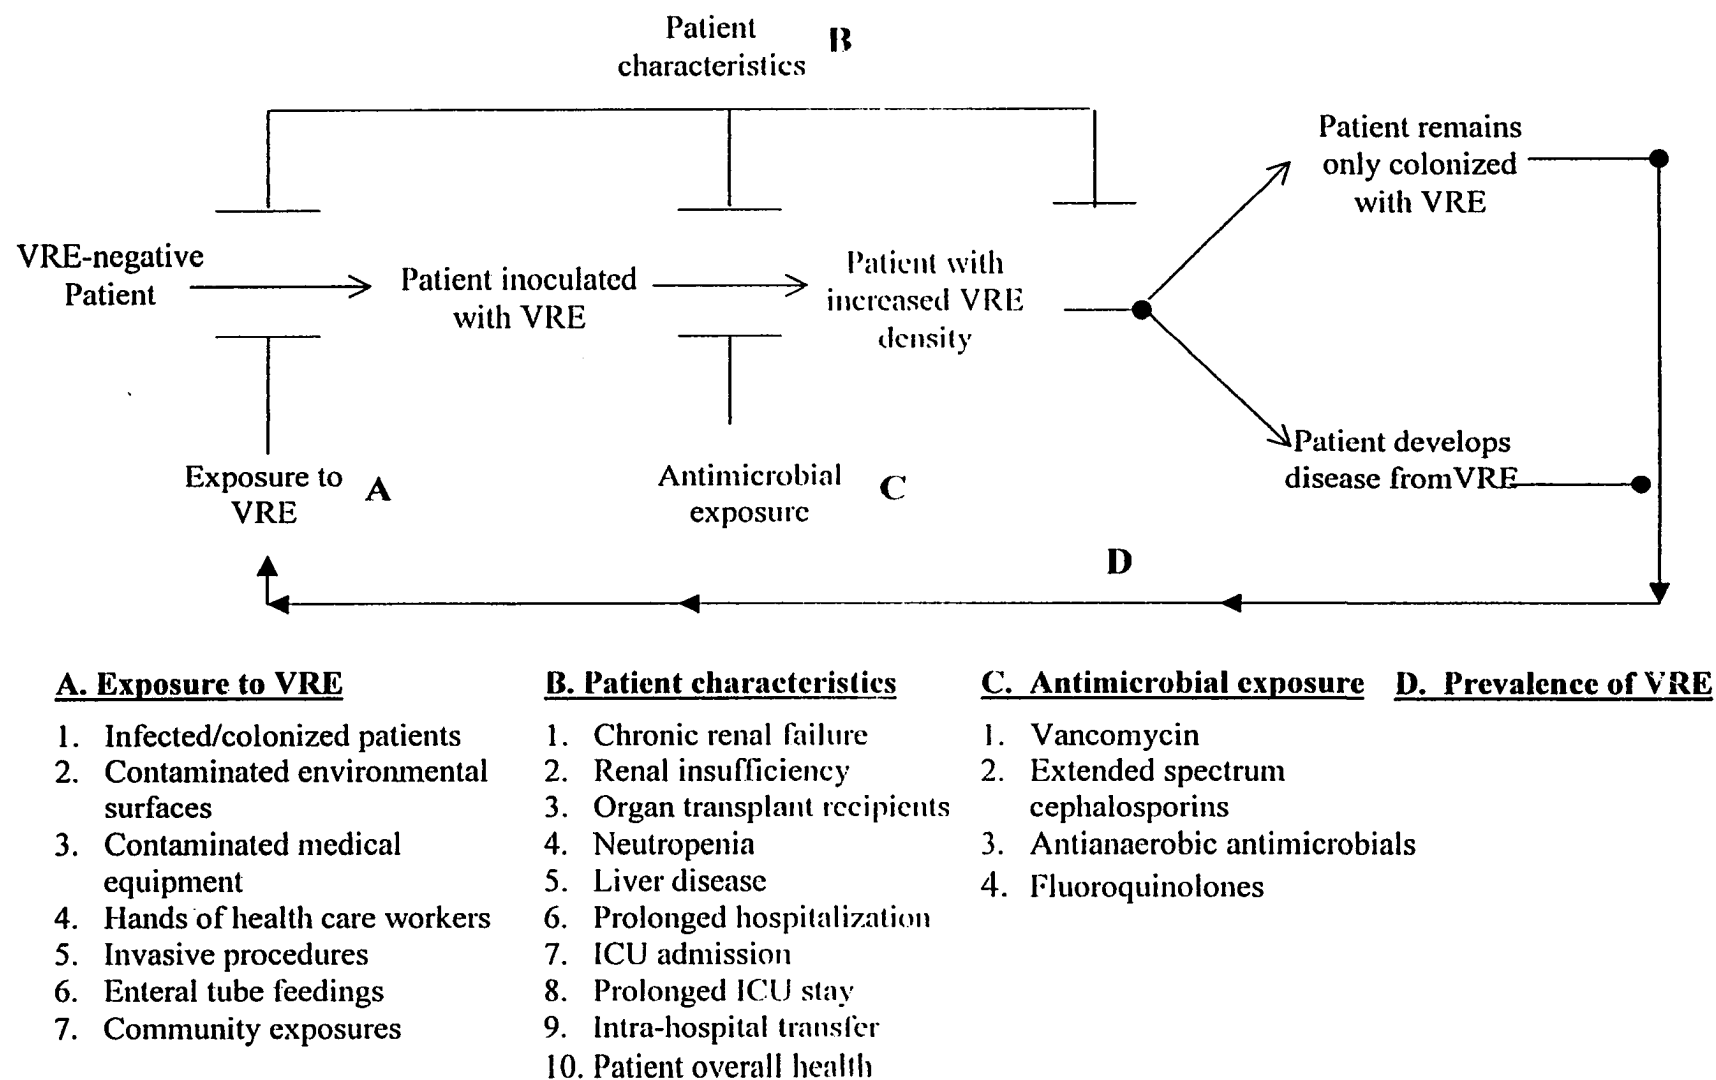 Patient
characteristics
B
Patient remains
only colonized
with VRE
VRE-negative
Patient
Patient inoculated
with VRE
Patient with
increased VRE
density
Patient develops
disease from VRE
Exposure to
VRE
A
Antimicrobial
exposure
C
D
A. Exposure to VRE
1. Infected/colonized patients
2. Contaminated environmental
surfaces
3. Contaminated medical
equipment
4. Hands of health care workers
5. Invasive procedures
6. Enteral tube feedings
7. Community exposures
B. Patient characteristics
1. Chronic renal failure
2. Renal insufficiency
3. Organ transplant recipients
4. Neutropenia
5. Liver disease
6. Prolonged hospitalization
7. ICU admission
8. Prolonged ICU stay
9. Intra-hospital transfer
10. Patient overall health
C. Antimicrobial exposure
1. Vancomycin
2. Extended spectrum
cephalosporins
3. Antianaerobic antimicrobials
4. Fluoroquinolones
D. Prevalence of VRE